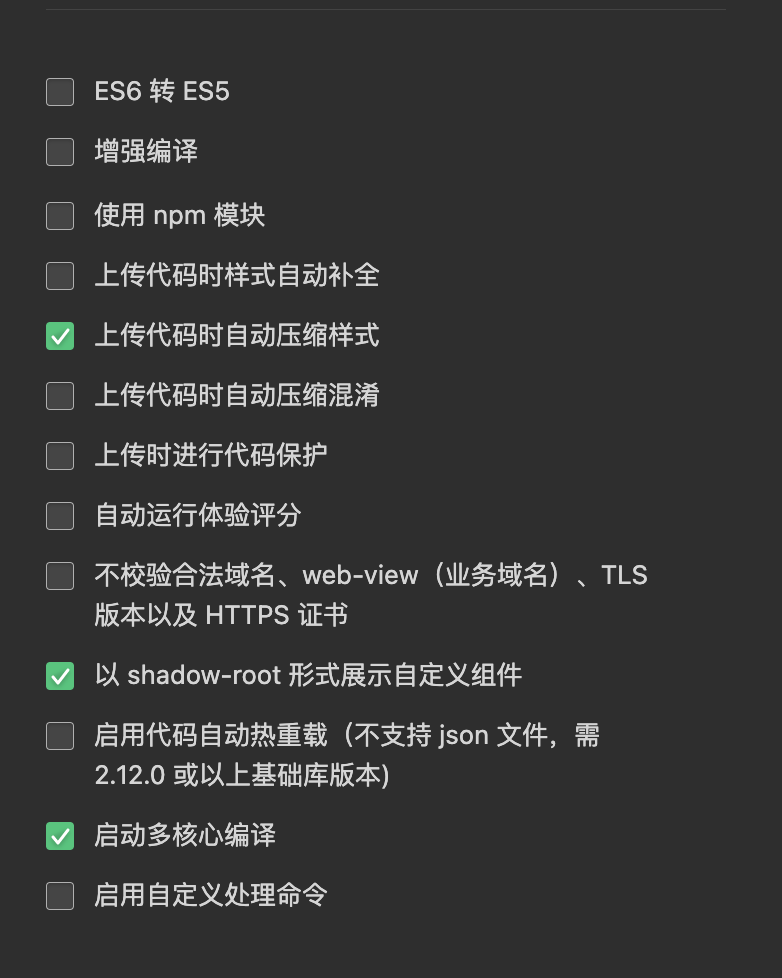 ES6 转 ES5
增强编译
使用 npm 模块
上传代码时样式自动补全
上传代码时自动压缩样式
上传代码时自动压缩混淆
上传时进行代码保护
自动运行体验评分
不校验合法域名、web-view（业务域名）、TLS
版本以及 HTTPS 证书
以 shadow-root 形式展示自定义组件
启用代码自动热重载（不支持 json 文件，需
2.12.0 或以上基础库版本)
启动多核心编译
启用自定义处理命令